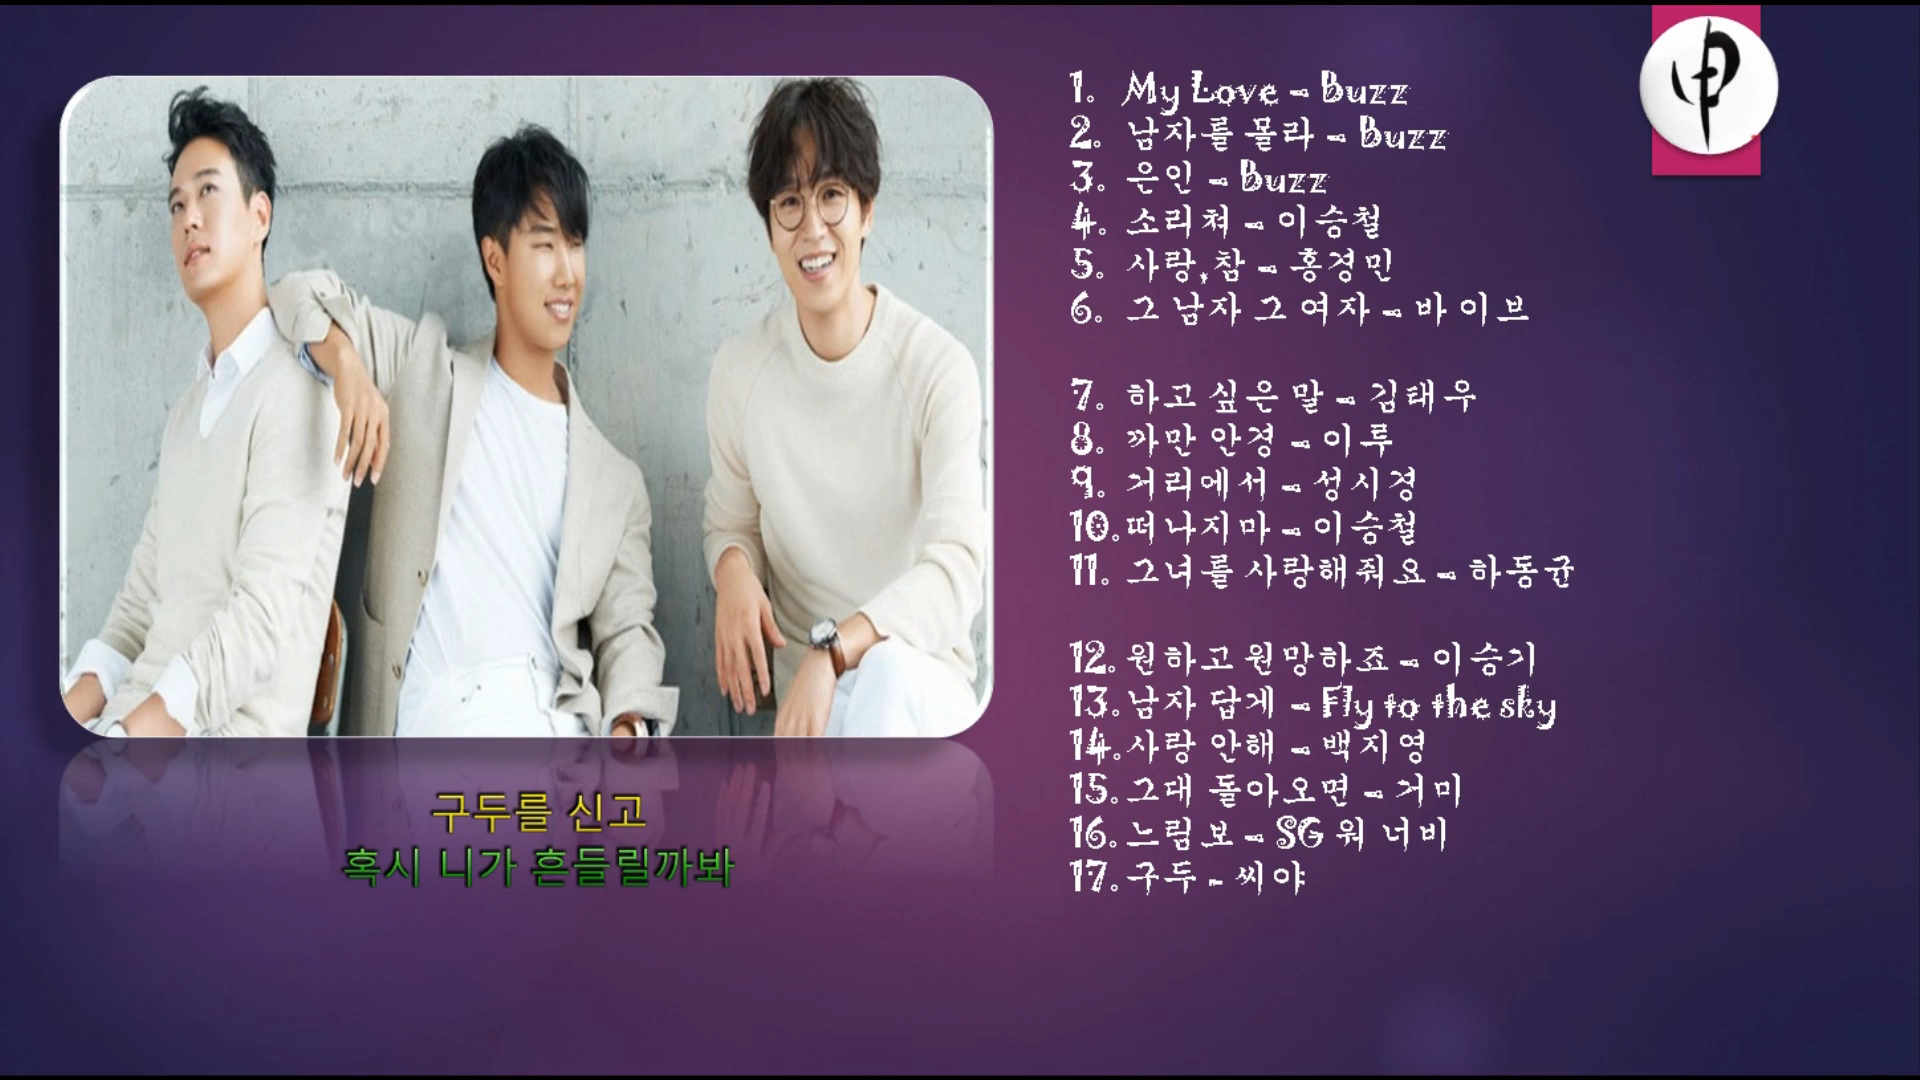 1. My Love - Buzz
2. 남자를 몰라 - Buzz
3. 은인 - Buzz
4. 소리쳐 - 이승철
5. 사랑,참 - 홍경민
6. 그 남자 그 여자 - 바이브
7. 하고 싶은 말 - 김태우
8. 까만 안경 - 이루
9. 거리에서 - 성시경
10. 떠나지마 - 이승철
11. 그녀를 사랑해줘요 - 하동균
12. 원하고 원망하죠 - 이승기
13. 남자 답게 - Fly to the sky
14. 사랑 안해 - 백지영
15. 그대 돌아오면 - 거미
16. 느림보 - SG 워너비
17. 구두 - 씨야
구두를 신고
혹시 니가 흔들릴까봐